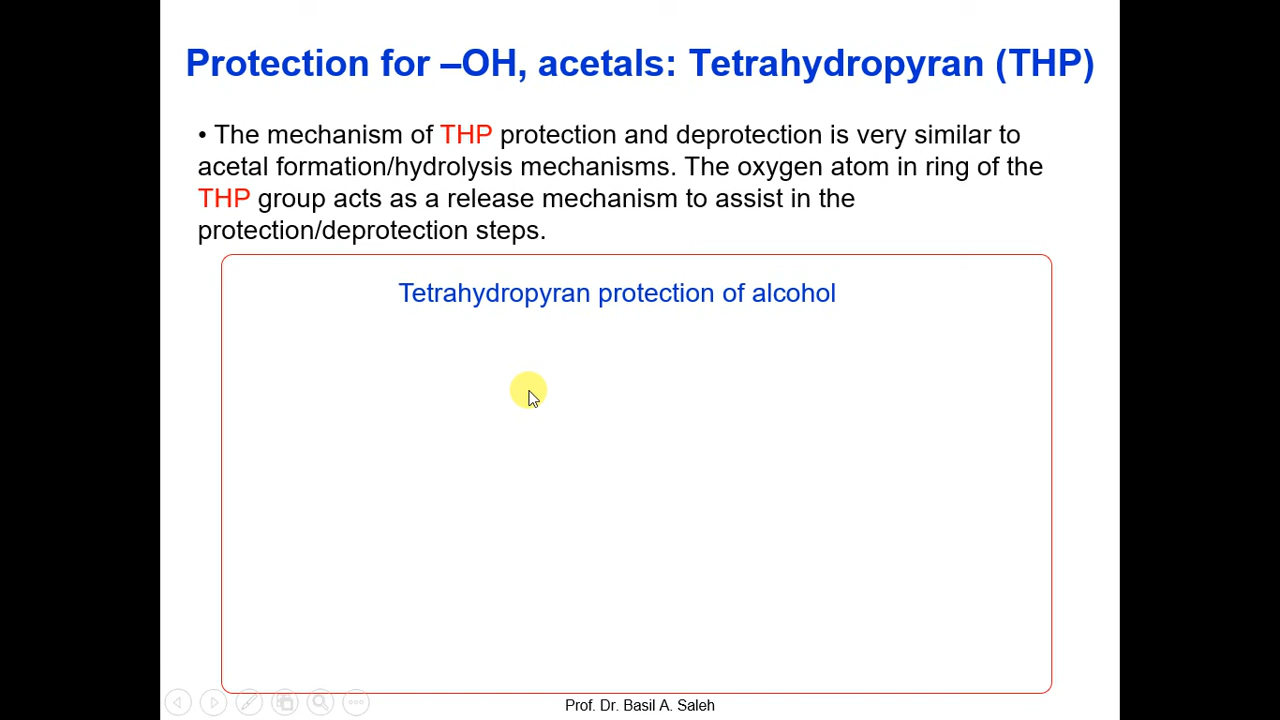 Protection for –OH, acetals: Tetrahydropyran (THP)
• The mechanism of THP protection and deprotection is very similar to
acetal formation/hydrolysis mechanisms. The oxygen atom in ring of the
THP group acts as a release mechanism to assist in the
protection/deprotection steps.
Tetrahydropyran protection of alcohol
Prof. Dr. Basil A. Saleh